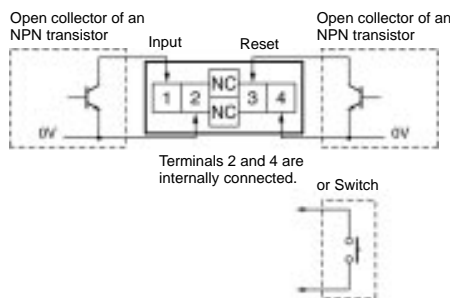 Open collector of an
NPN transistor
Open collector of an
NPN transistor
Input
Reset
NC
1 2 3 4
NC
0V
0V
Terminals 2 and 4 are
internally connected.
or Switch